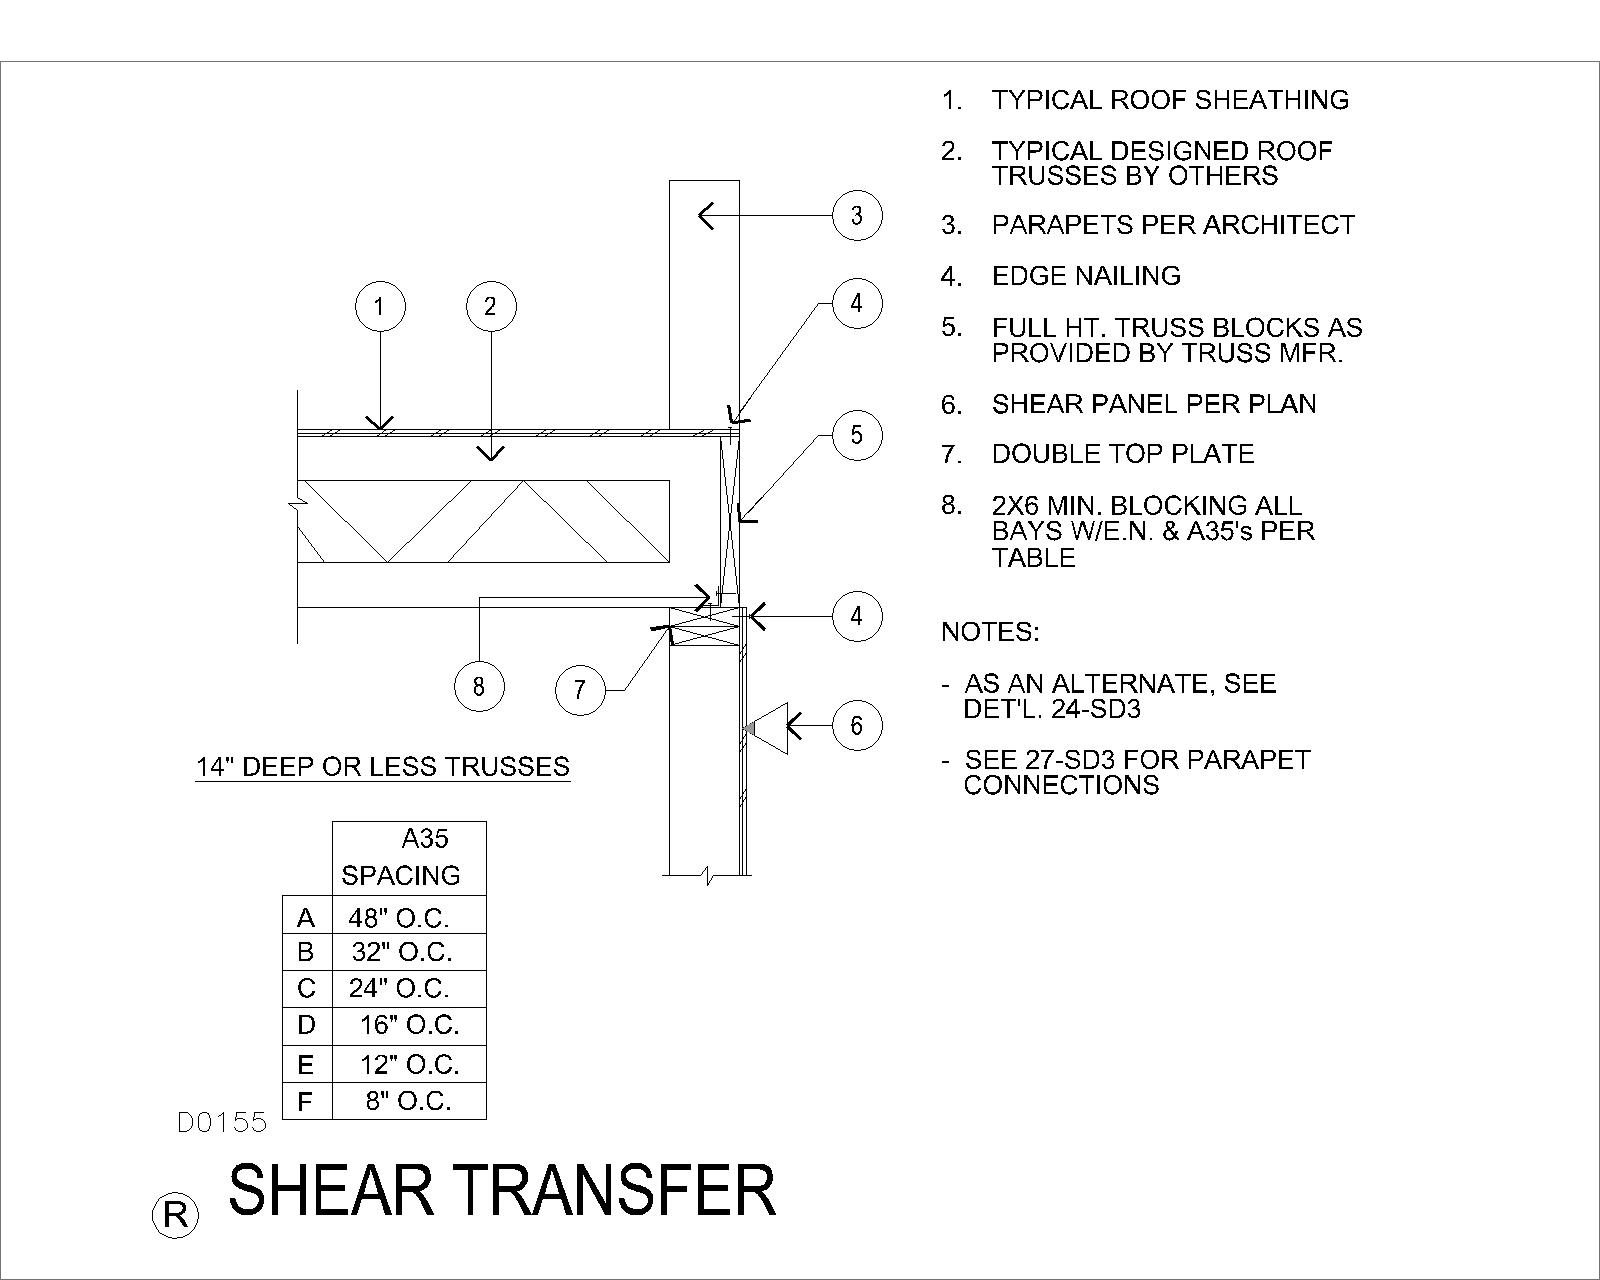 1. TYPICAL ROOF SHEATHING
2. TYPICAL DESIGNED ROOF
TRUSSES BY OTHERS
3. PARAPETS PER ARCHITECT
4. EDGE NAILING
5. FULL HT. TRUSS BLOCKS AS
PROVIDED BY TRUSS MFR.
6. SHEAR PANEL PER PLAN
7. DOUBLE TOP PLATE
8. 2X6 MIN. BLOCKING ALL
BAYS W/E.N. & A35's PER
TABLE
NOTES:
- AS AN ALTERNATE, SEE
DET'L. 24-SD3
- SEE 27-SD3 FOR PARAPET
CONNECTIONS
3
4
1
2
5
4
8
7
6
14" DEEP OR LESS TRUSSES
A35
SPACING
A 48" O.C.
B 32" O.C.
C 24" O.C.
D 16" O.C.
E 12" O.C.
F 8" O.C.
D0155
R SHEAR TRANSFER